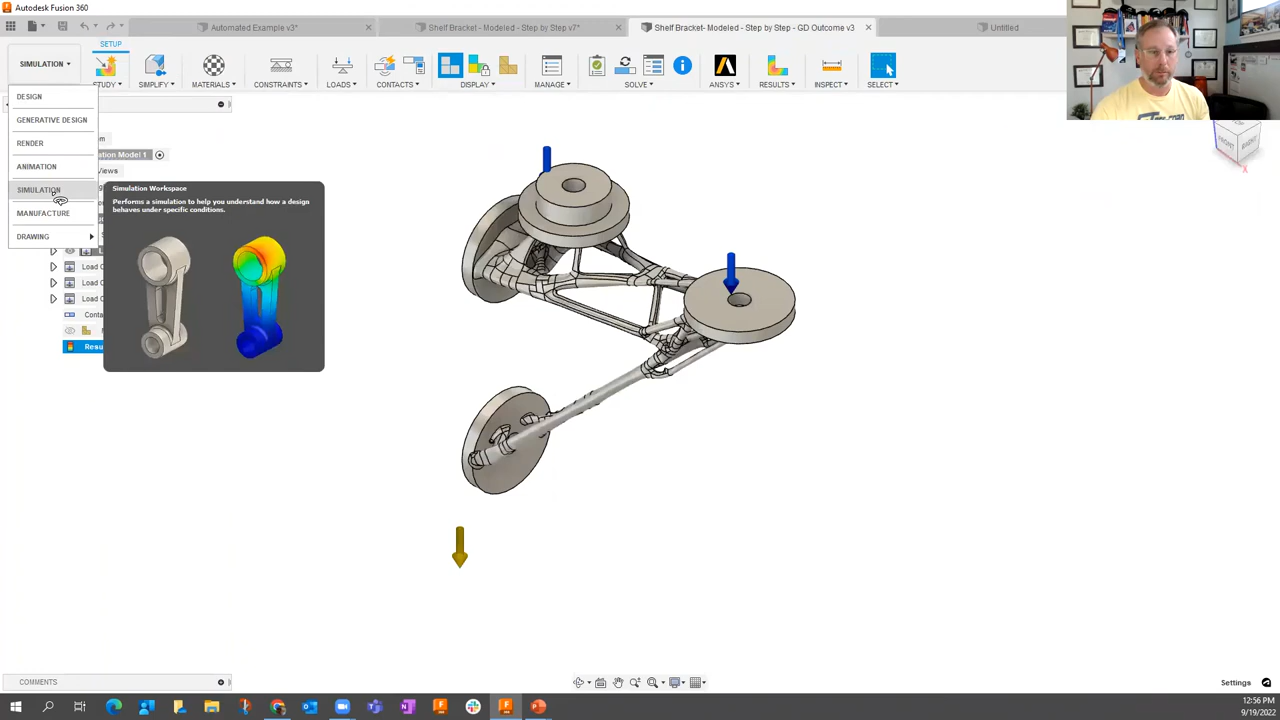 Autodesk Fusion 360
Automated Example v3*
Shelf Bracket - Modeled - Step by Step v7*
Shelf Bracket- Modeled - Step by Step - GD Outcome v3
Untitled
SETUP
SIMULATION
STUDY
SIMPLIFY
MATERIALS
CONSTRAINTS
LOADS
CONTACTS
DISPLAY
MANAGE
SOLVE
ANSYS
RESULTS
INSPECT
SELECT
DESIGN
GENERATIVE DESIGN
RENDER
ANIMATION
SIMULATION
MANUFACTURE
DRAWING
Model 1
Views
Simulation Workspace
Performs a simulation to help you understand how a design
behaves under specific conditions.
Load
Load
Load
Conta
Resu
FRONT
RIGHT
X
COMMENTS
Settings
12:56 PM
9/19/2022